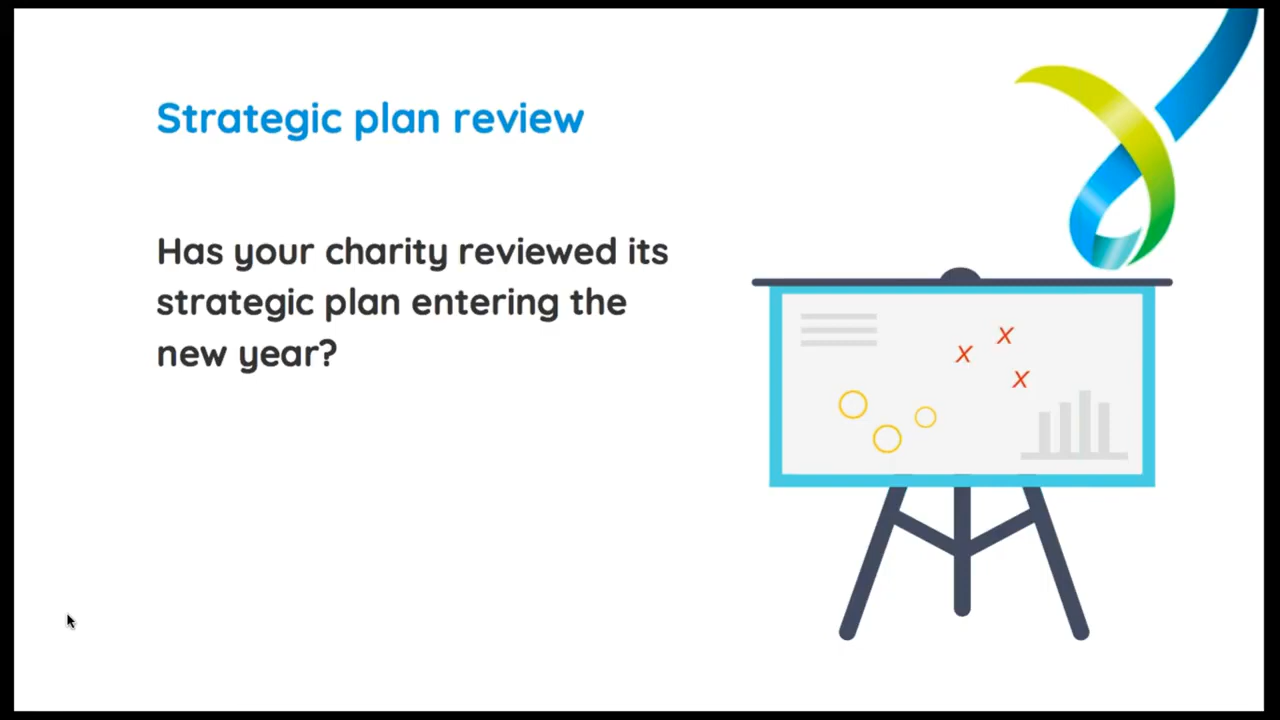 Strategic plan review
Has your charity reviewed its
strategic plan entering the
new year?
x
x
x